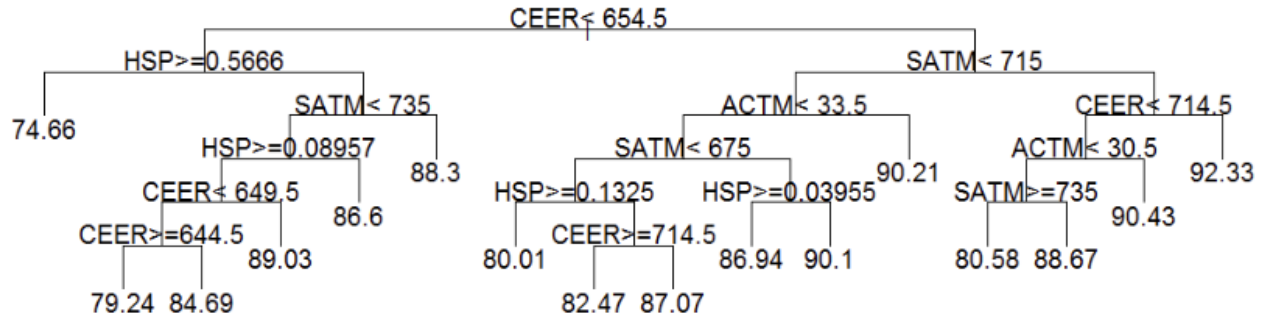 CEER< 654.5
HSP>=0.5666 SATM< 715
SATM< 735 ACTM< 33.5 CEER< 714.5
74.66
HSP>=0.08957 SATM< 675 ACTM< 30.5
88.3 90.21 92.33
CEER< 649.5 HSP>=0.1325 HSP>=0.03955 SATM>=735
86.6 90.43
CEER>=644.5 CEER>=714.5
89.03 80.01 86.94 90.1 80.58 88.67
79.24 84.69 82.47 87.07